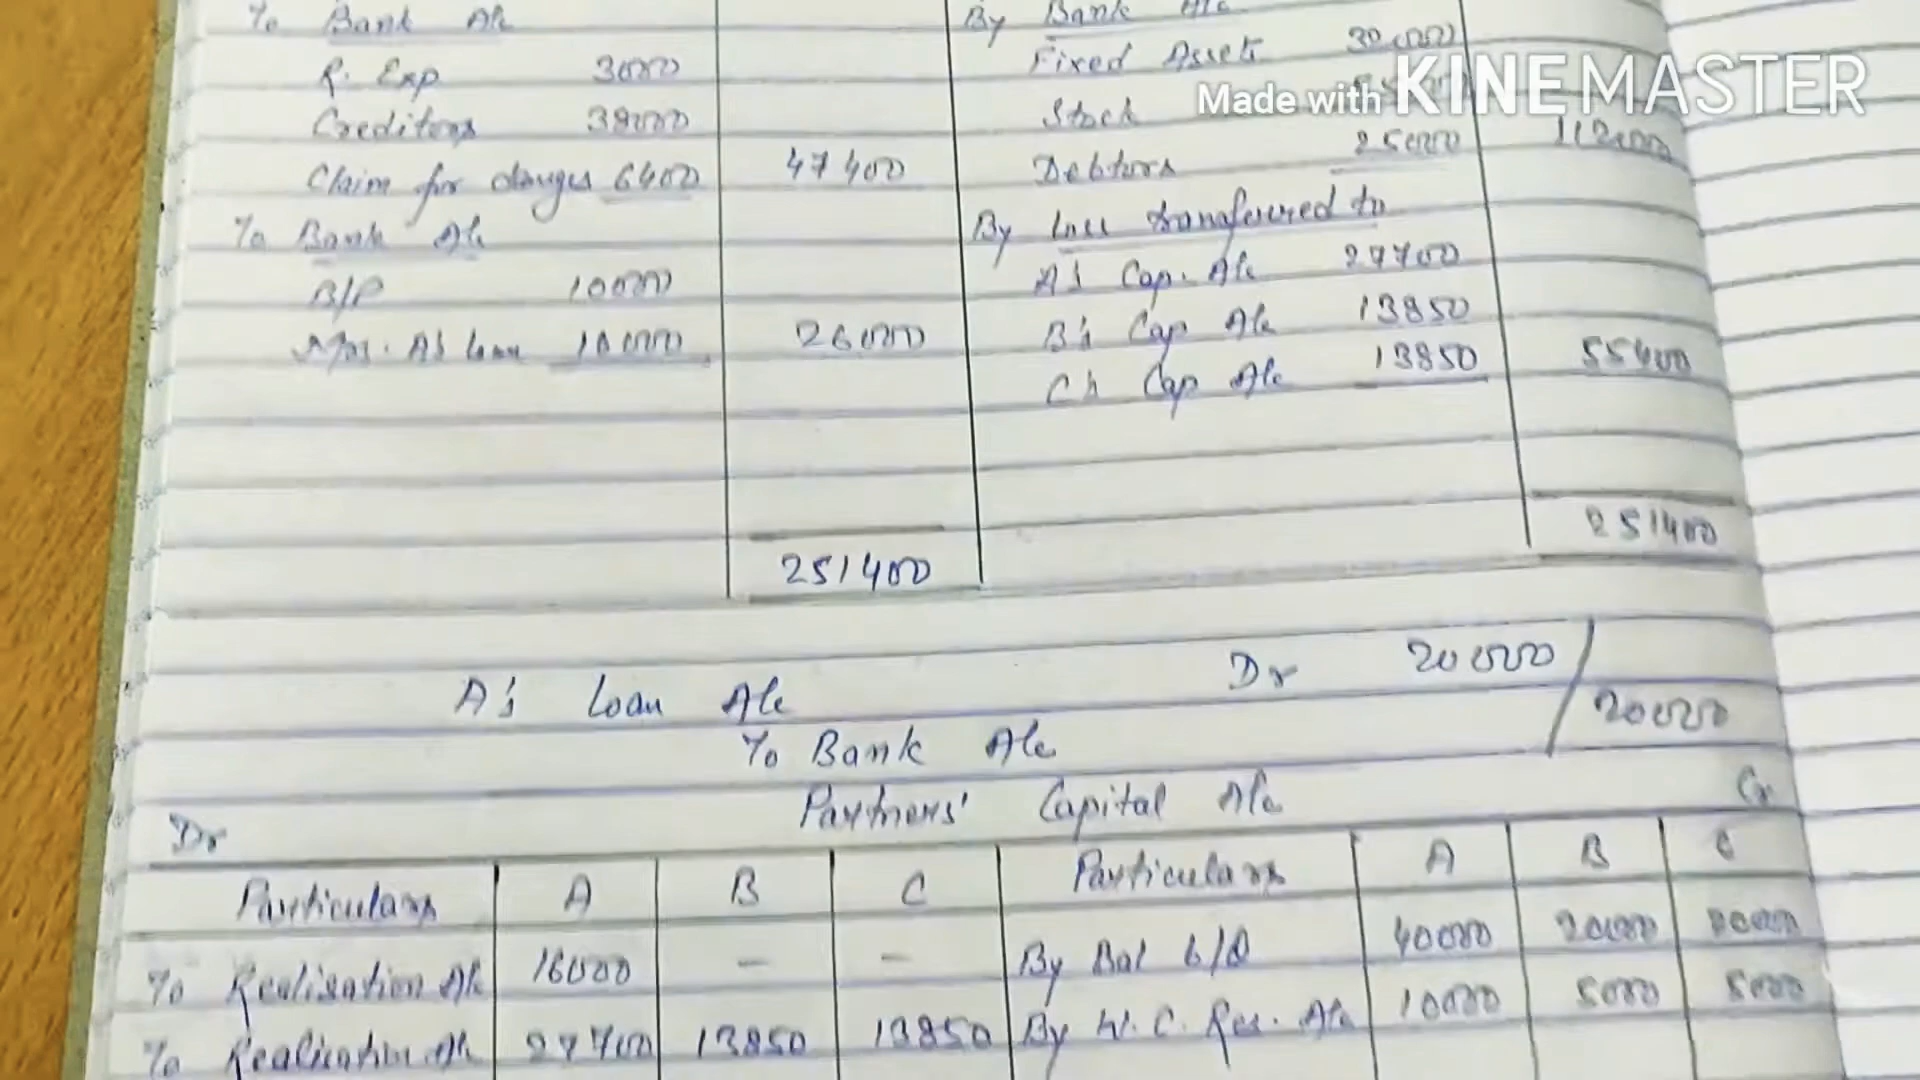 To Bank A/c
R. Exp 3000
Creditors 38000
Claim for damages 6400 47400
To Bank A/c
B/P 10000
Mrs. A's loan 16000 26000
251400
By Bank A/c
Fixed Assets 30000
Stock
Debtors 25000 112000
By Loss transferred to
A's Cap. A/c 27700
B's Cap A/c 13850
C's Cap A/c 13850 55400
251400
Made with KINEMASTER
A's Loan A/c Dr 20000
To Bank A/c 20000
Partners' Capital A/c
Dr Cr
Particulars A B C Particulars A B C
To Realisation A/c 16000 - - By Bal b/d 40000 20000 20000
To Realisation A/c 27700 13850 13850 By W.C. Res. A/c 10000 5000 5000